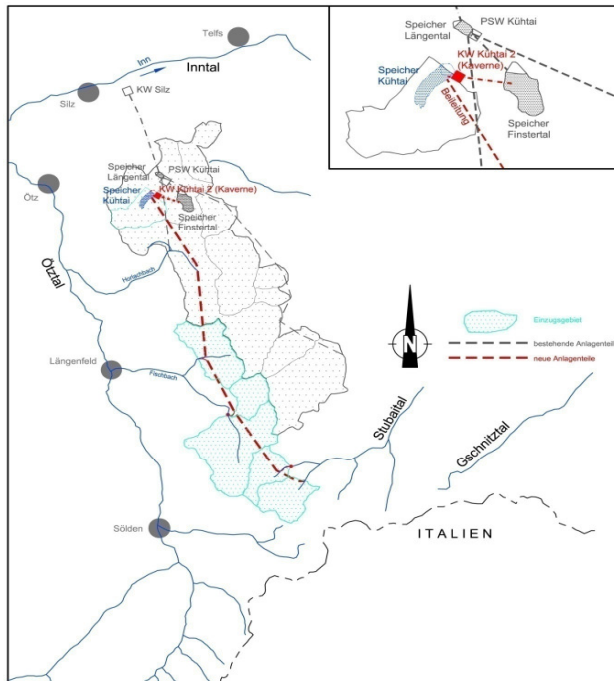 Telfs
Inn
Inntal
Silz
KW Silz
Speicher
Längental
PSW Kühtai
Speicher
Kühtai
KW Kühtai 2 (Kaverne)
Speicher
Finstertal
Ötz
Ötztal
Horlachbach
Längenfeld
Fischbach
Sölden
Stubaital
Gschnitztal
ITALIEN
N
Einzugsgebiet
bestehende Anlagenteile
neue Anlagenteile
Speicher
Längental
PSW Kühtai
KW Kühtai 2
(Kaverne)
Speicher
Kühtai
Beileitung
Speicher
Finstertal